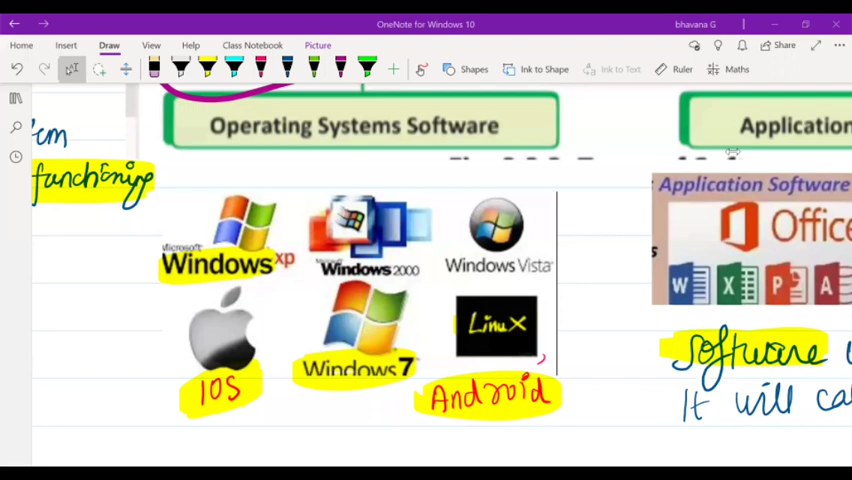 OneNote for Windows 10
bhavana G
Home Insert Draw View Help Class Notebook Picture
Share
Shapes Ink to Shape Ink to Text Ruler Maths
Operating Systems Software
Application
functioning
Application Software
Microsoft
Windows xp
Microsoft
Windows 2000
Windows Vista
Office
W X P A
Linux
IOS
Windows 7
Android
Software
It will ca